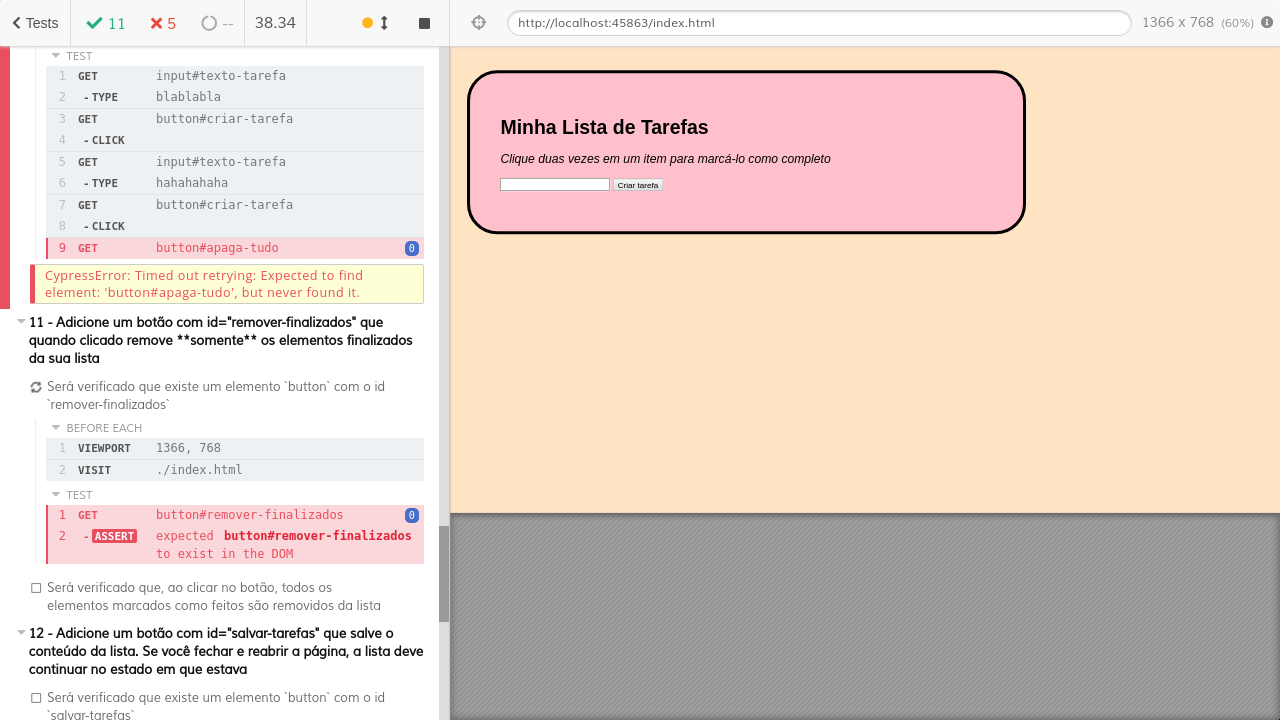 Tests
11
5
--
38.34
http://localhost:45863/index.html
1366 x 768 (60%)
TEST
1 GET input#texto-tarefa
2 - TYPE blablabla
3 GET button#criar-tarefa
4 - CLICK
5 GET input#texto-tarefa
6 - TYPE hahahahaha
7 GET button#criar-tarefa
8 - CLICK
9 GET button#apaga-tudo 0
CypressError: Timed out retrying: Expected to find
element: 'button#apaga-tudo', but never found it.
11 - Adicione um botão com id="remover-finalizados" que
quando clicado remove **somente** os elementos finalizados
da sua lista
Será verificado que existe um elemento `button` com o id
`remover-finalizados`
BEFORE EACH
1 VIEWPORT 1366, 768
2 VISIT ./index.html
TEST
1 GET button#remover-finalizados 0
2 - ASSERT expected button#remover-finalizados
to exist in the DOM
Será verificado que, ao clicar no botão, todos os
elementos marcados como feitos são removidos da lista
12 - Adicione um botão com id="salvar-tarefas" que salve o
conteúdo da lista. Se você fechar e reabrir a página, a lista deve
continuar no estado em que estava
Será verificado que existe um elemento `button` com o id
`salvar-tarefas`
Minha Lista de Tarefas
Clique duas vezes em um item para marcá-lo como completo
Criar tarefa